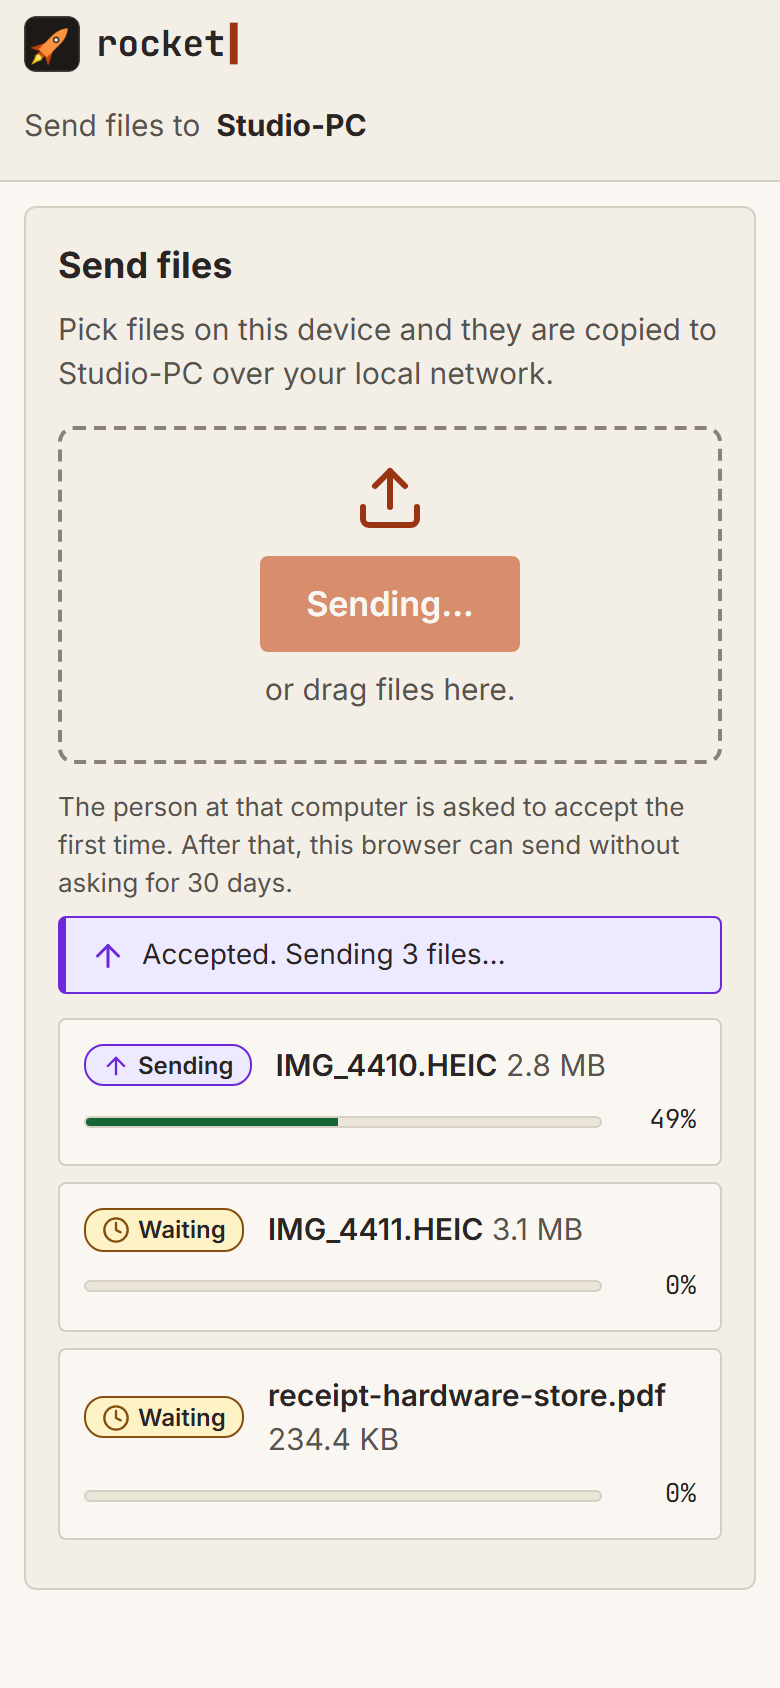 rocket
Send files to Studio-PC
Send files
Pick files on this device and they are copied to
Studio-PC over your local network.
Sending...
or drag files here.
The person at that computer is asked to accept the
first time. After that, this browser can send without
asking for 30 days.
Accepted. Sending 3 files...
Sending IMG_4410.HEIC 2.8 MB
49%
Waiting IMG_4411.HEIC 3.1 MB
0%
Waiting receipt-hardware-store.pdf
234.4 KB
0%